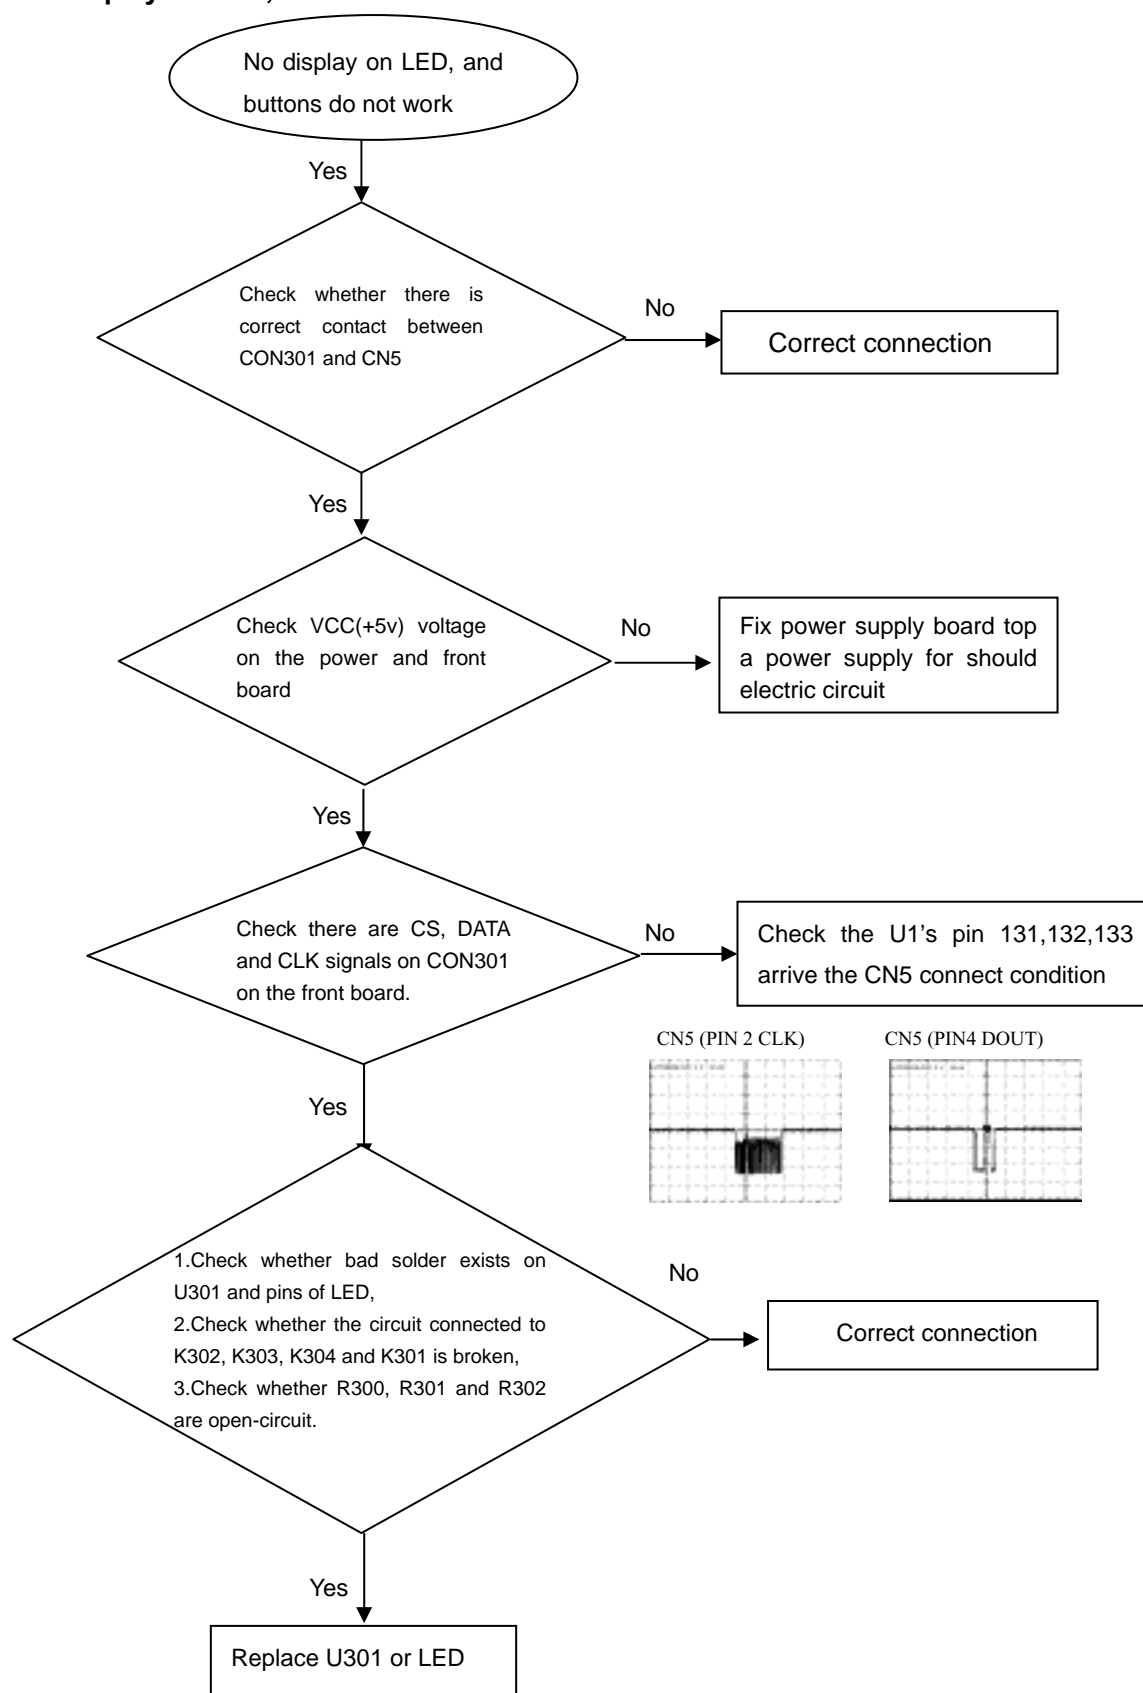 No display on LED, and
buttons do not work
Yes
Check whether there is
correct contact between
CON301 and CN5
No
Correct connection
Yes
Check VCC(+5v) voltage
on the power and front
board
No
Fix power supply board top
a power supply for should
electric circuit
Yes
Check there are CS, DATA
and CLK signals on CON301
on the front board.
No
Check the U1's pin 131,132,133
arrive the CN5 connect condition
CN5 (PIN 2 CLK)
CN5 (PIN4 DOUT)
Yes
1.Check whether bad solder exists on
U301 and pins of LED,
2.Check whether the circuit connected to
K302, K303, K304 and K301 is broken,
3.Check whether R300, R301 and R302
are open-circuit.
No
Correct connection
Yes
Replace U301 or LED